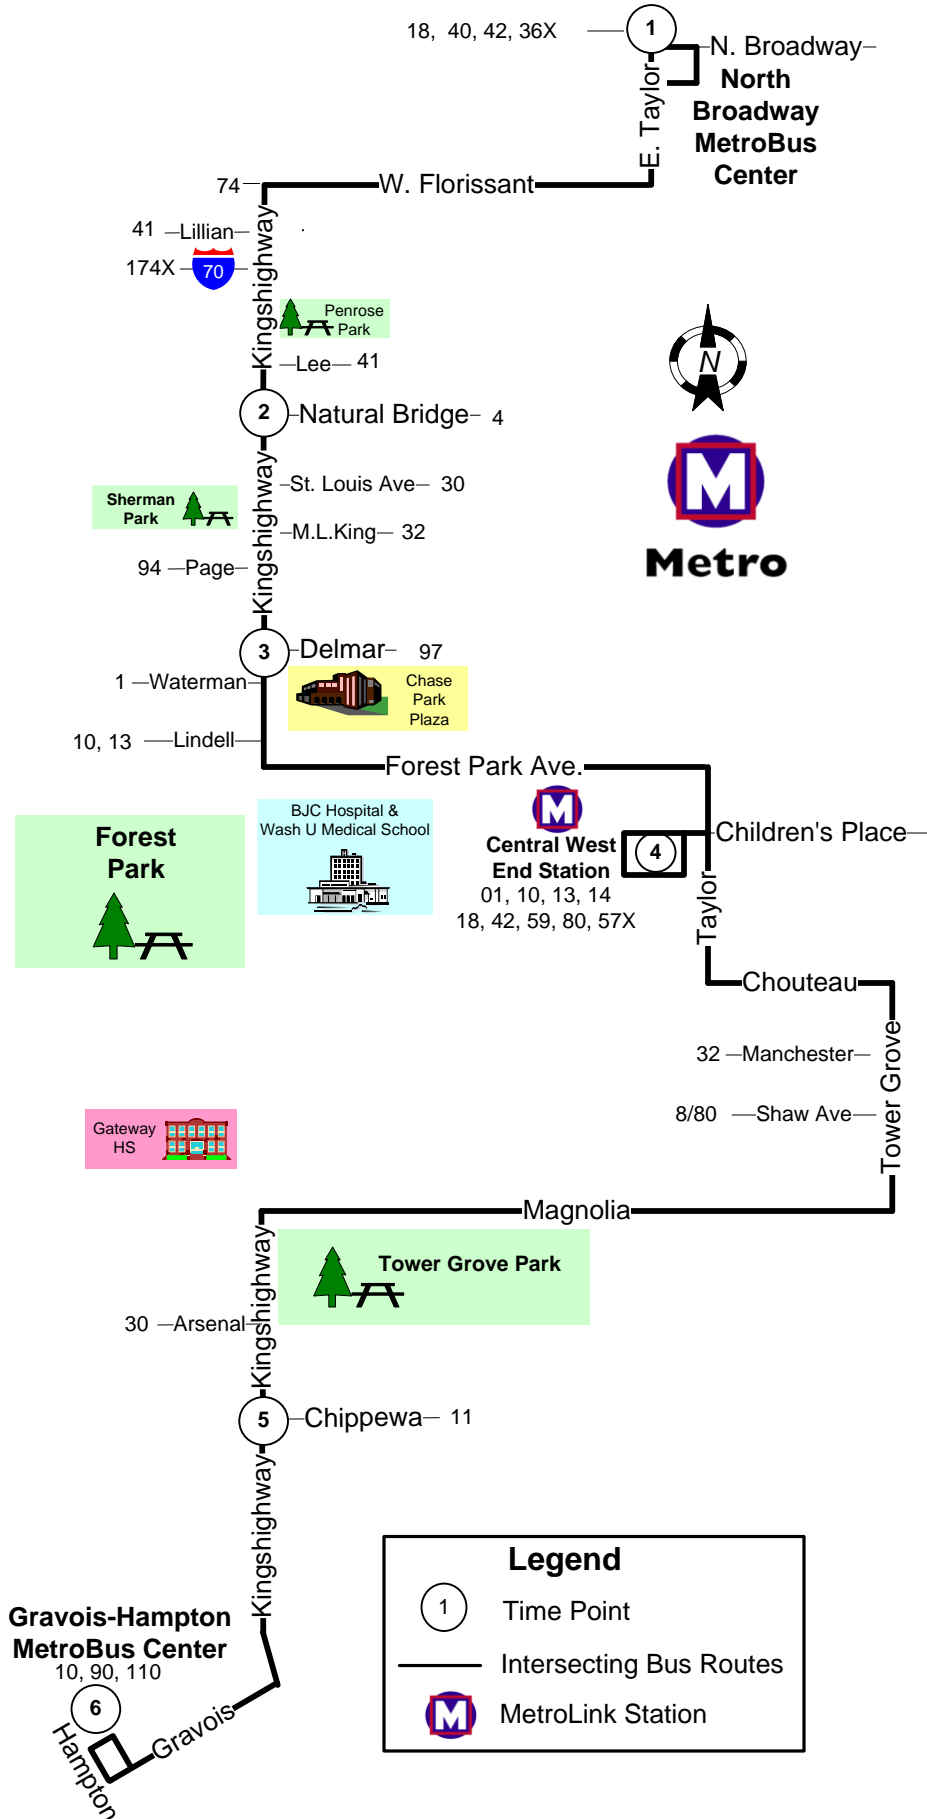 18, 40, 42, 36X
1
N. Broadway
North
Broadway
MetroBus
Center
E. Taylor
74
W. Florissant
41
Lillian
174X
70
Kingshighway
Penrose
Park
Lee
41
N
2
Natural Bridge
4
St. Louis Ave
30
Sherman
Park
Kingshighway
M.L.King
32
M
Metro
94
Page
3
Delmar
97
1
Waterman
Chase
Park
Plaza
10, 13
Lindell
Forest Park Ave.
BJC Hospital &
Wash U Medical School
M
Forest
Park
Central West
End Station
01, 10, 13, 14
18, 42, 59, 80, 57X
4
Children's Place
Taylor
Chouteau
32
Manchester
8/80
Shaw Ave
Tower Grove
Gateway
HS
Magnolia
Kingshighway
Tower Grove Park
30
Arsenal
5
Chippewa
11
Kingshighway
Legend
1
Time Point
Intersecting Bus Routes
M
MetroLink Station
Gravois-Hampton
MetroBus Center
10, 90, 110
6
Hampton
Gravois